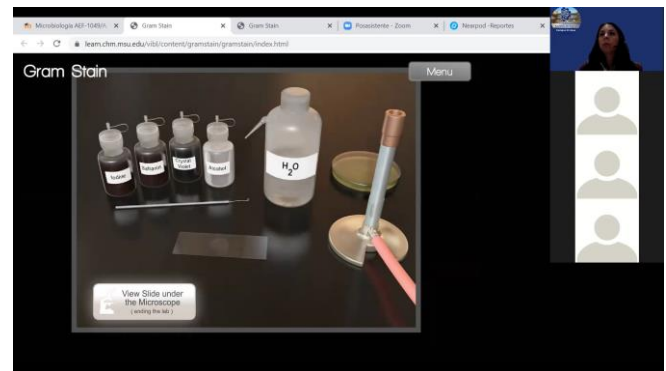 Microbiología AEF-1049/A
Gram Stain
Gram Stain
Posasistente - Zoom
Nearpod - Reportes
learn.chm.msu.edu/vibl/content/gramstain/gramstain/index.html
Gram Stain
Menu
Iodine
Safranin
Crystal
Violet
Alcohol
H2O
View Slide under
the Microscope
( ending the lab )